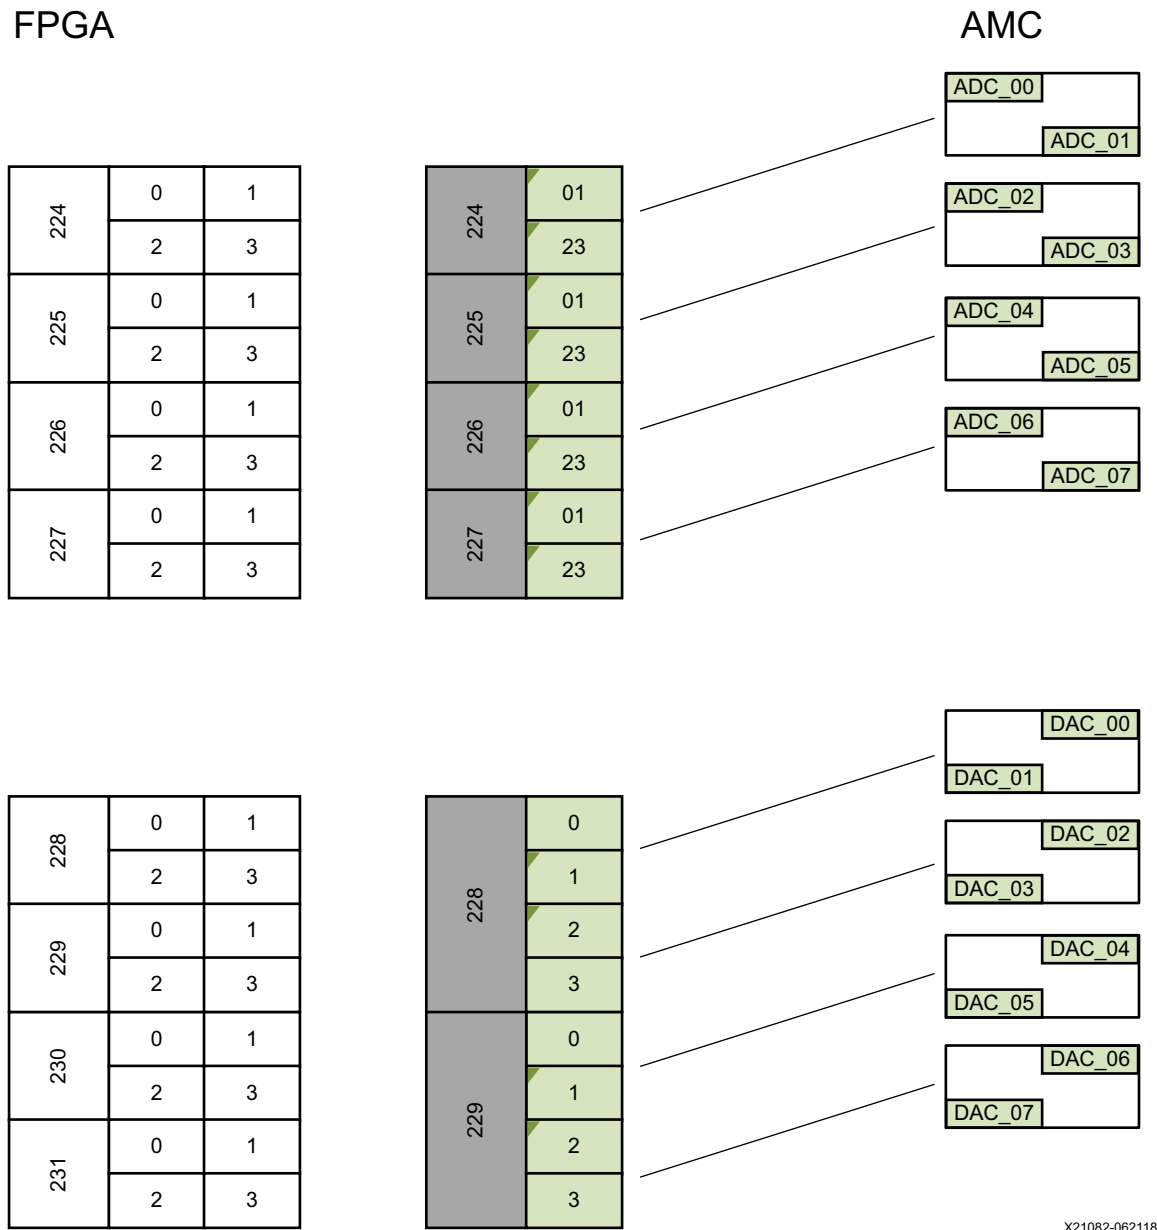 FPGA AMC
ADC_00
ADC_01
224 0 1 224 01 ADC_02
2 3 23 ADC_03
225 0 1 225 01 ADC_04
2 3 23 ADC_05
226 0 1 226 01 ADC_06
2 3 23 ADC_07
227 0 1 227 01
2 3 23
DAC_00
DAC_01
228 0 1 228 0 DAC_02
2 3 1 DAC_03
229 0 1 2 DAC_04
2 3 3 DAC_05
230 0 1 229 0 DAC_06
2 3 1 DAC_07
231 0 1 2
2 3 3
X21082-062118